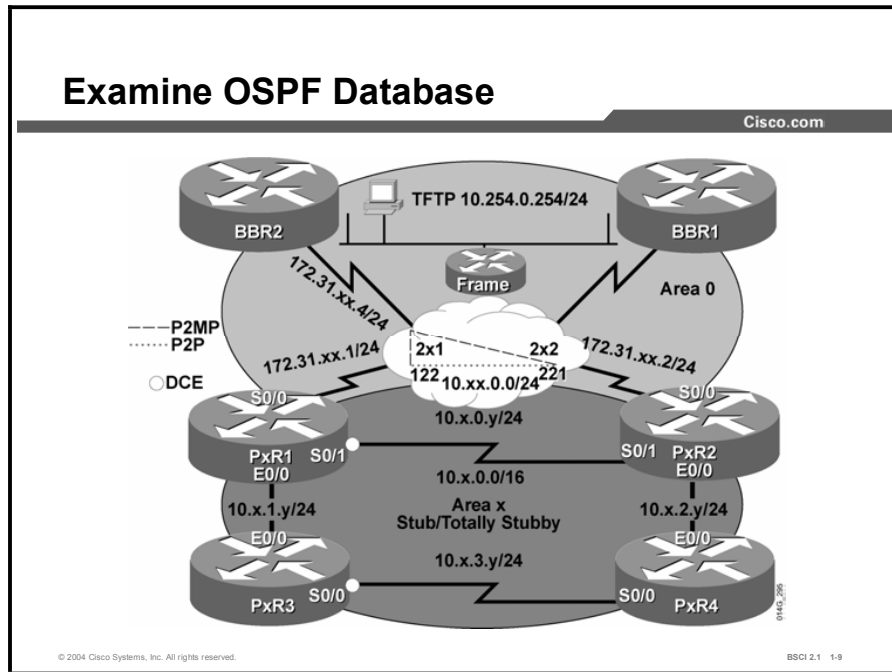 Examine OSPF Database
Cisco.com
TFTP 10.254.0.254/24
BBR2
BBR1
Frame
172.31.xx.4/24
Area 0
P2MP
P2P
2x1
2x2
172.31.xx.1/24
172.31.xx.2/24
122
10.xx.0.0/24
221
DCE
S0/0
S0/0
10.x.0.y/24
PxR1
S0/1
S0/1
PxR2
E0/0
E0/0
10.x.0.0/16
10.x.1.y/24
Area x
Stub/Totally Stubby
10.x.2.y/24
E0/0
E0/0
10.x.3.y/24
PxR3
S0/0
S0/0
PxR4
014G_295
© 2004 Cisco Systems, Inc. All rights reserved.
BSCI 2.1 1-9